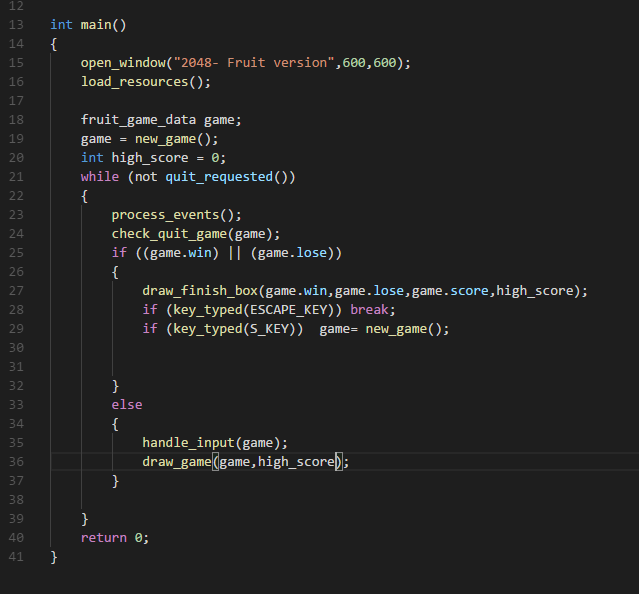 12
13 int main()
14 {
15 open_window("2048- Fruit version",600,600);
16 load_resources();
17
18 fruit_game_data game;
19 game = new_game();
20 int high_score = 0;
21 while (not quit_requested())
22 {
23 process_events();
24 check_quit_game(game);
25 if ((game.win) || (game.lose))
26 {
27 draw_finish_box(game.win,game.lose,game.score,high_score);
28 if (key_typed(ESCAPE_KEY)) break;
29 if (key_typed(S_KEY))  game= new_game();
30
31
32 }
33 else
34 {
35 handle_input(game);
36 draw_game(game,high_score);
37 }
38
39 }
40 return 0;
41 }